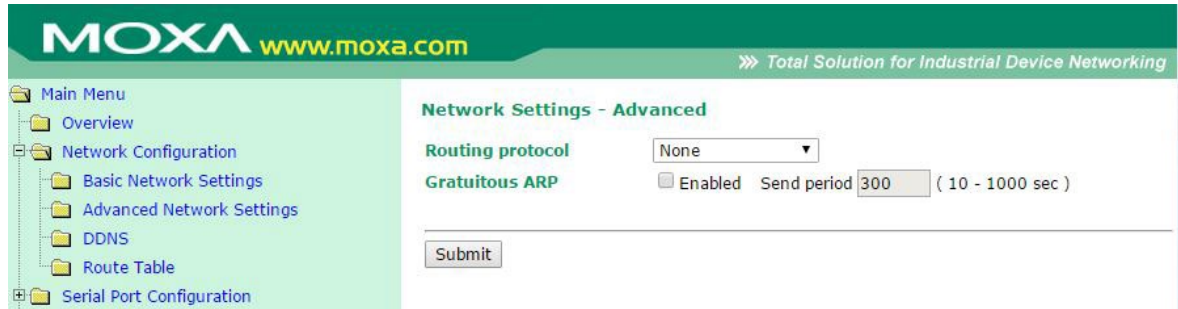 MOXA www.moxa.com
Total Solution for Industrial Device Networking
Main Menu
Overview
Network Configuration
Basic Network Settings
Advanced Network Settings
DDNS
Route Table
Serial Port Configuration
Network Settings - Advanced
Routing protocol None
Gratuitous ARP Enabled Send period 300 ( 10 - 1000 sec )
Submit